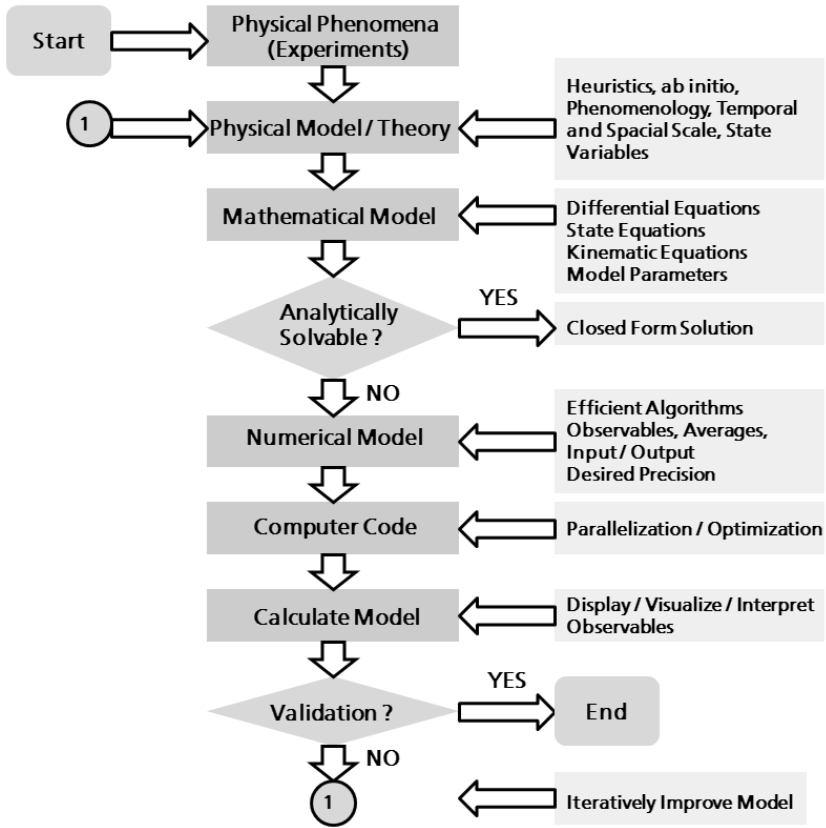 Start
Physical Phenomena
(Experiments)
1
Physical Model / Theory
Heuristics, ab initio,
Phenomenology, Temporal
and Spacial Scale, State
Variables
Mathematical Model
Differential Equations
State Equations
Kinematic Equations
Model Parameters
Analytically
Solvable ?
YES
Closed Form Solution
NO
Numerical Model
Efficient Algorithms
Observables, Averages,
Input / Output
Desired Precision
Computer Code
Parallelization / Optimization
Calculate Model
Display / Visualize / Interpret
Observables
Validation ?
YES
End
NO
1
Iteratively Improve Model